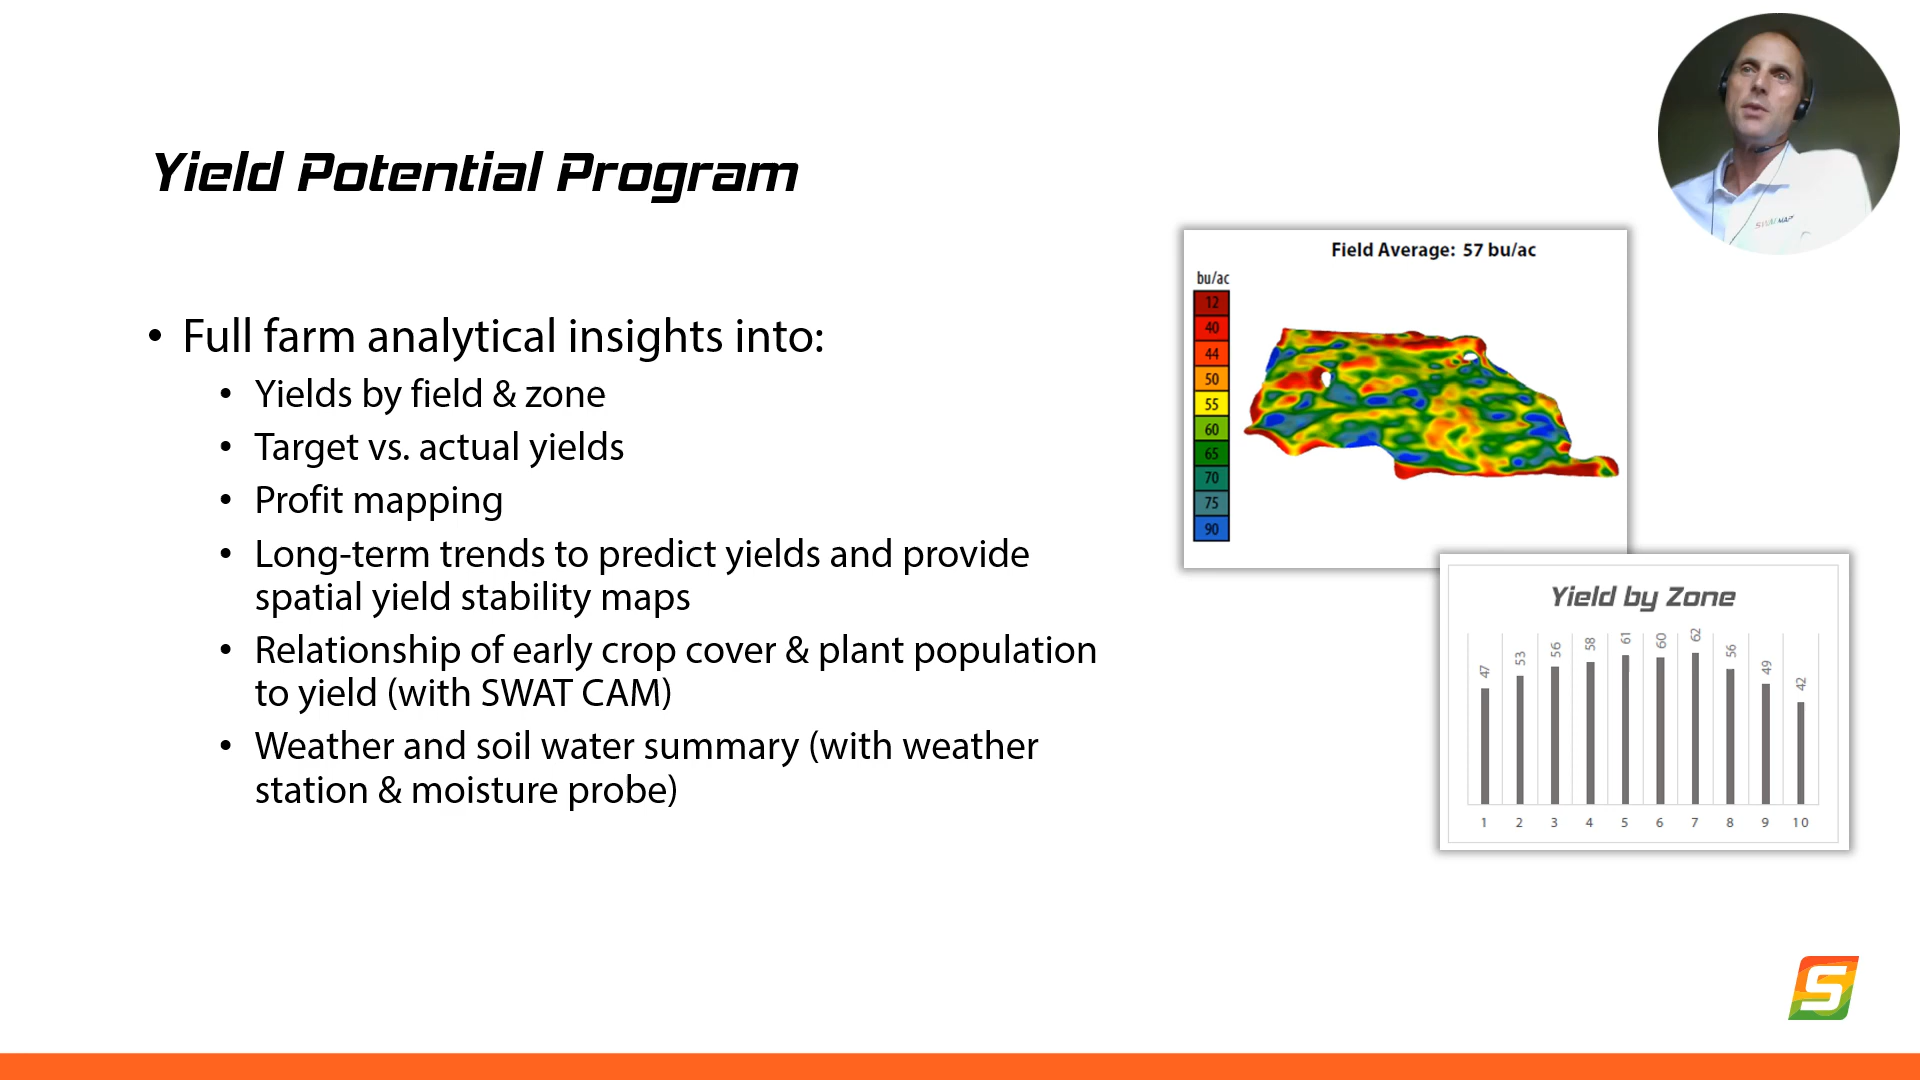 Yield Potential Program
• Full farm analytical insights into:
• Yields by field & zone
• Target vs. actual yields
• Profit mapping
• Long-term trends to predict yields and provide
spatial yield stability maps
• Relationship of early crop cover & plant population
to yield (with SWAT CAM)
• Weather and soil water summary (with weather
station & moisture probe)
SWAT MAPS
Field Average: 57 bu/ac
bu/ac
12
40
44
50
55
60
65
70
75
90
Yield by Zone
47 53 56 58 61 60 62 56 49 42
1 2 3 4 5 6 7 8 9 10
S